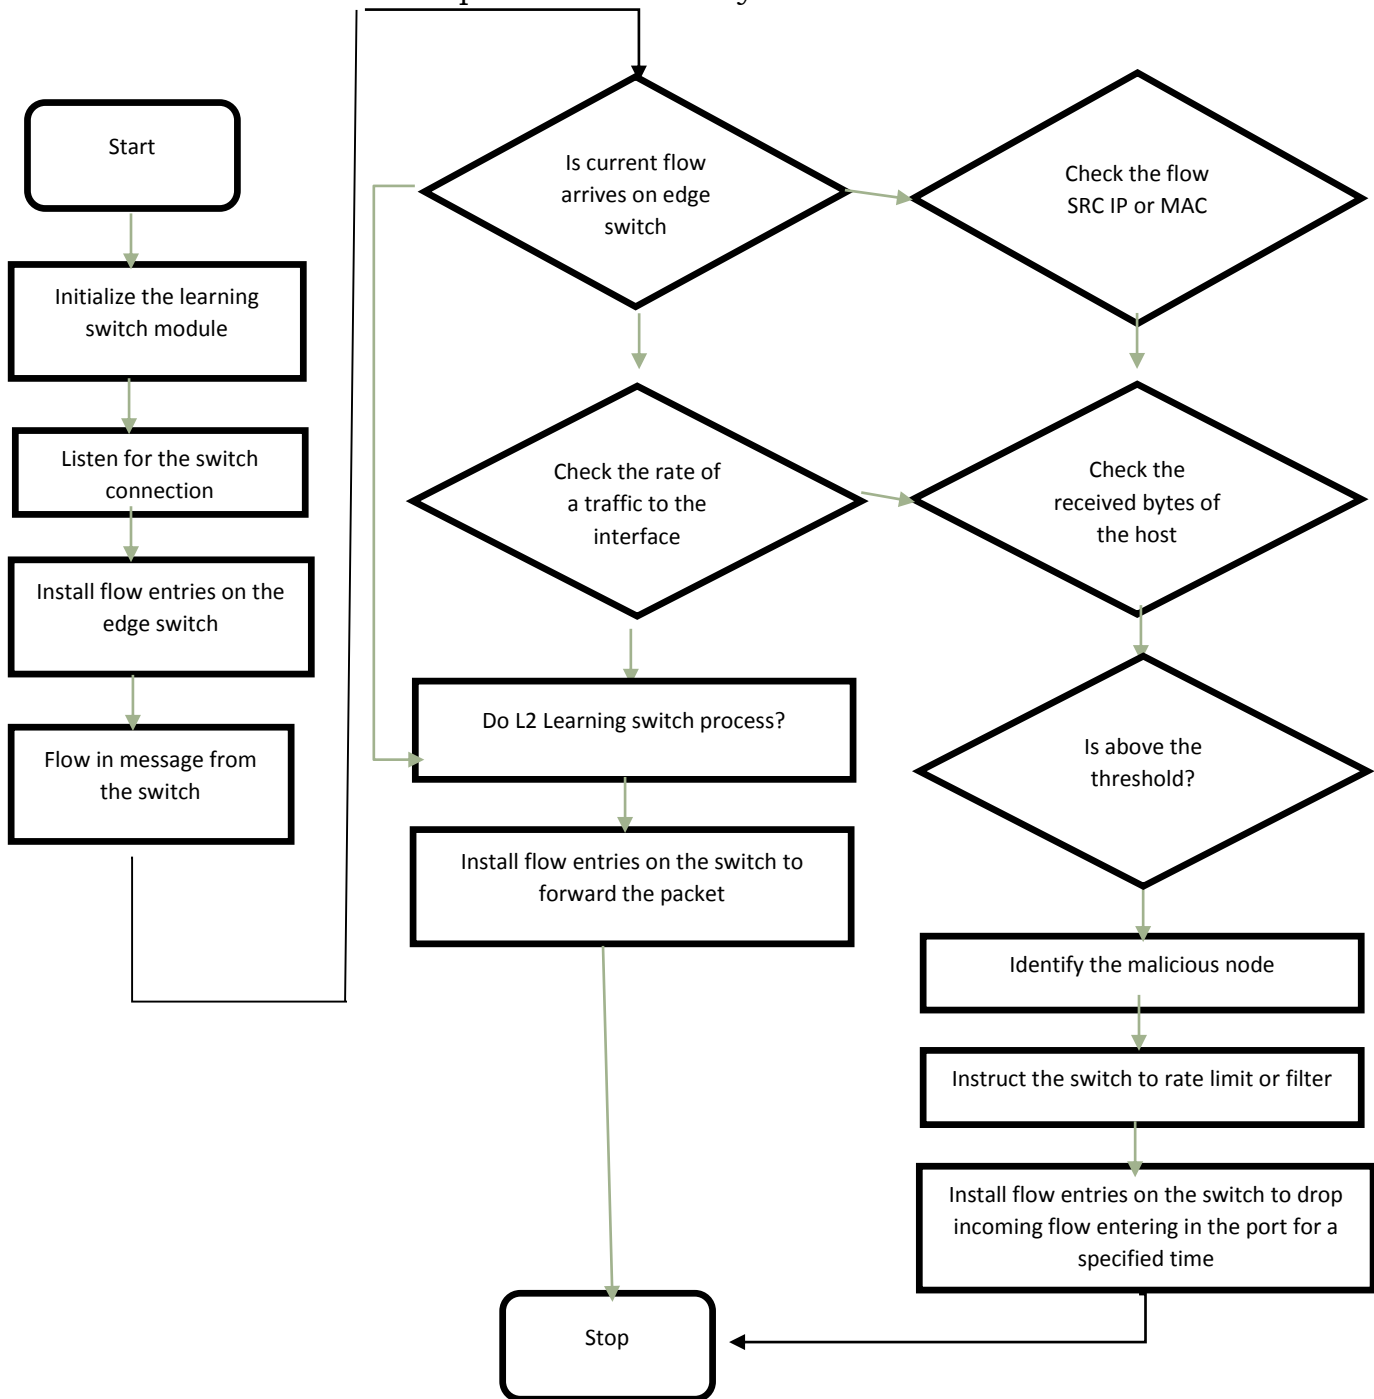 Start
Initialize the learning
switch module
Listen for the switch
connection
Install flow entries on the
edge switch
Flow in message from
the switch
Is current flow
arrives on edge
switch
Check the flow
SRC IP or MAC
Check the rate of
a traffic to the
interface
Check the
received bytes of
the host
Do L2 Learning switch process?
Is above the
threshold?
Install flow entries on the switch to
forward the packet
Identify the malicious node
Instruct the switch to rate limit or filter
Install flow entries on the switch to drop
incoming flow entering in the port for a
specified time
Stop